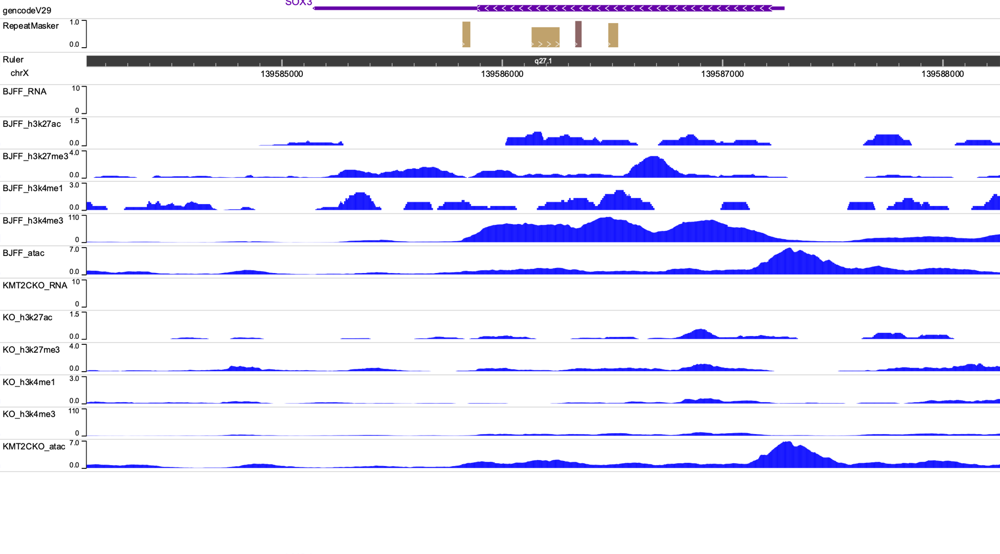 SOX3
gencodeV29
RepeatMasker 1.0
0.0
Ruler q27.1
chrX 139585000 139586000 139587000 139588000
BJFF_RNA 10
0
BJFF_h3k27ac 1.5
0.0
BJFF_h3k27me3 4.0
0.0
BJFF_h3k4me1 3.0
0.0
BJFF_h3k4me3 110
0
BJFF_atac 7.0
0.0
KMT2CKO_RNA 10
0
KO_h3k27ac 1.5
0.0
KO_h3k27me3 4.0
0.0
KO_h3k4me1 3.0
0.0
KO_h3k4me3 110
0
KMT2CKO_atac 7.0
0.0